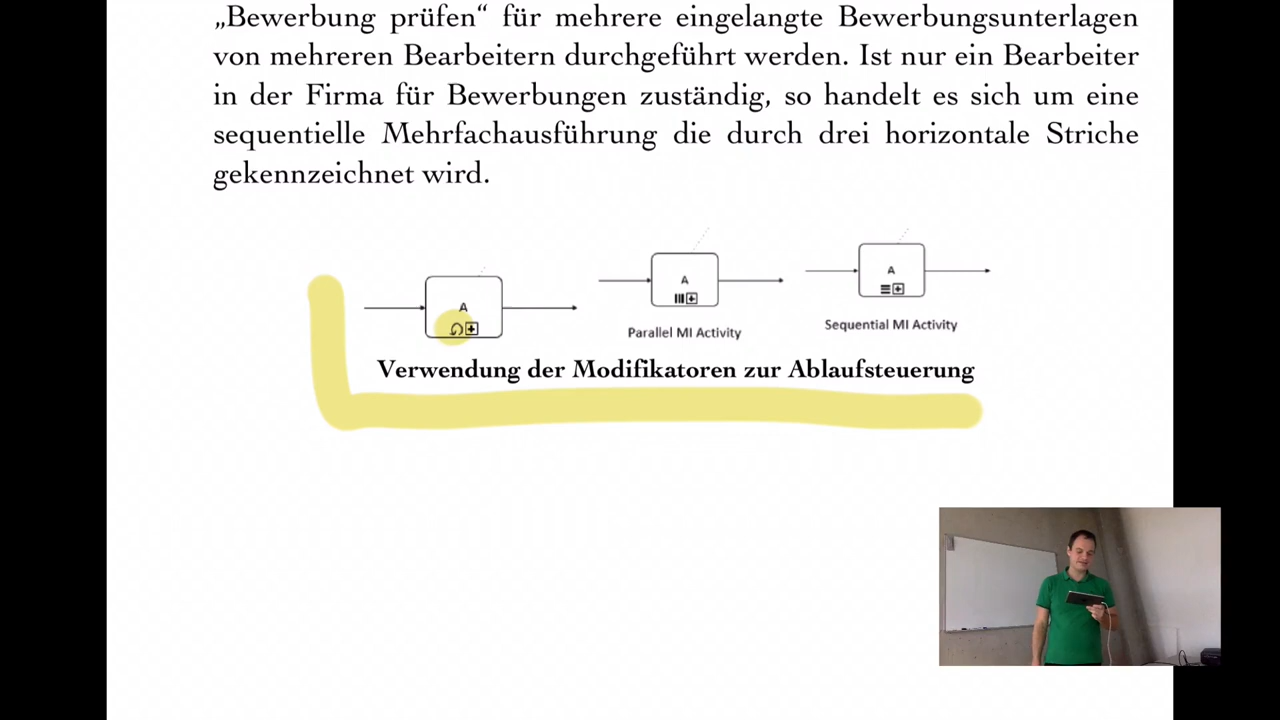 „Bewerbung prüfen“ für mehrere eingelangte Bewerbungsunterlagen
von mehreren Bearbeitern durchgeführt werden. Ist nur ein Bearbeiter
in der Firma für Bewerbungen zuständig, so handelt es sich um eine
sequentielle Mehrfachausführung die durch drei horizontale Striche
gekennzeichnet wird.
A
A
A
Parallel MI Activity
Sequential MI Activity
Verwendung der Modifikatoren zur Ablaufsteuerung